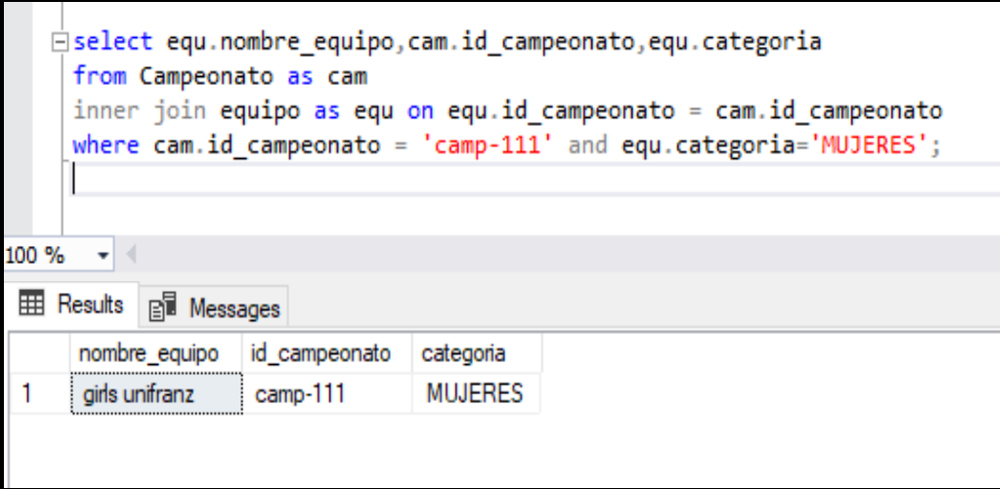 select equ.nombre_equipo,cam.id_campeonato,equ.categoria
from Campeonato as cam
inner join equipo as equ on equ.id_campeonato = cam.id_campeonato
where cam.id_campeonato = 'camp-111' and equ.categoria='MUJERES';
100 %
Results Messages
nombre_equipo id_campeonato categoria
1 girls unifranz camp-111 MUJERES